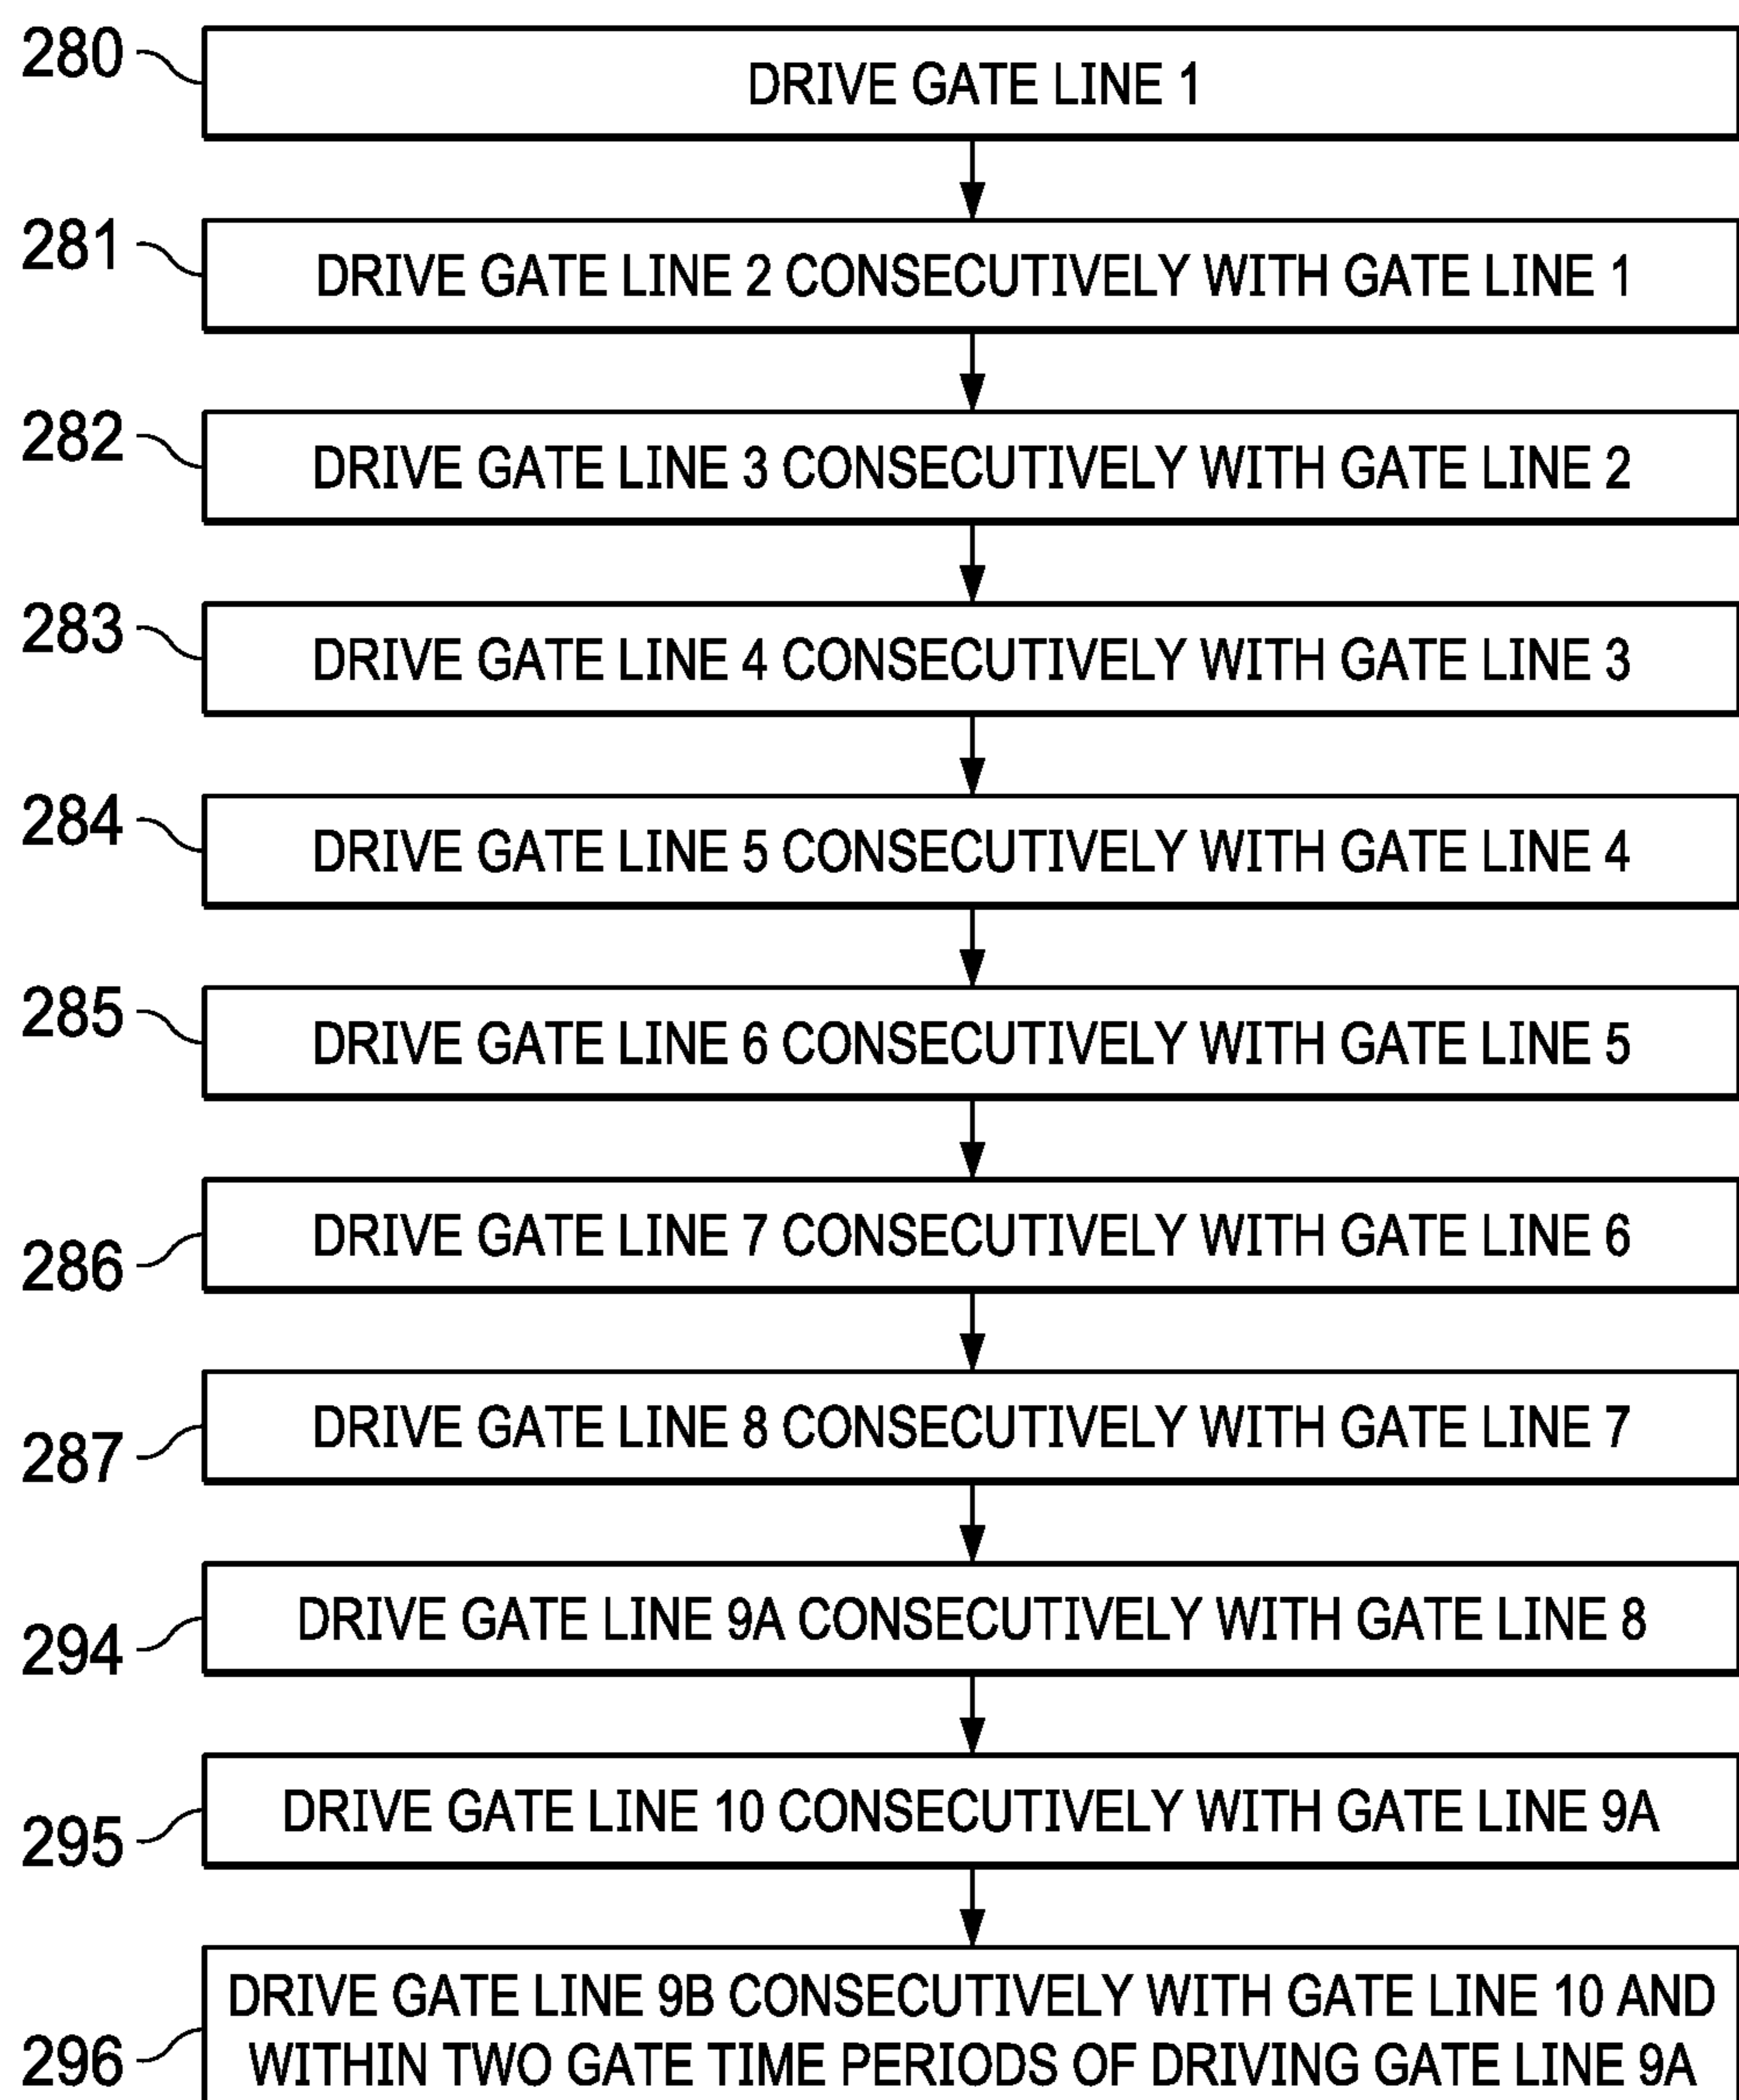 280
DRIVE GATE LINE 1
281
DRIVE GATE LINE 2 CONSECUTIVELY WITH GATE LINE 1
282
DRIVE GATE LINE 3 CONSECUTIVELY WITH GATE LINE 2
283
DRIVE GATE LINE 4 CONSECUTIVELY WITH GATE LINE 3
284
DRIVE GATE LINE 5 CONSECUTIVELY WITH GATE LINE 4
285
DRIVE GATE LINE 6 CONSECUTIVELY WITH GATE LINE 5
286
DRIVE GATE LINE 7 CONSECUTIVELY WITH GATE LINE 6
287
DRIVE GATE LINE 8 CONSECUTIVELY WITH GATE LINE 7
294
DRIVE GATE LINE 9A CONSECUTIVELY WITH GATE LINE 8
295
DRIVE GATE LINE 10 CONSECUTIVELY WITH GATE LINE 9A
296
DRIVE GATE LINE 9B CONSECUTIVELY WITH GATE LINE 10 AND
WITHIN TWO GATE TIME PERIODS OF DRIVING GATE LINE 9A